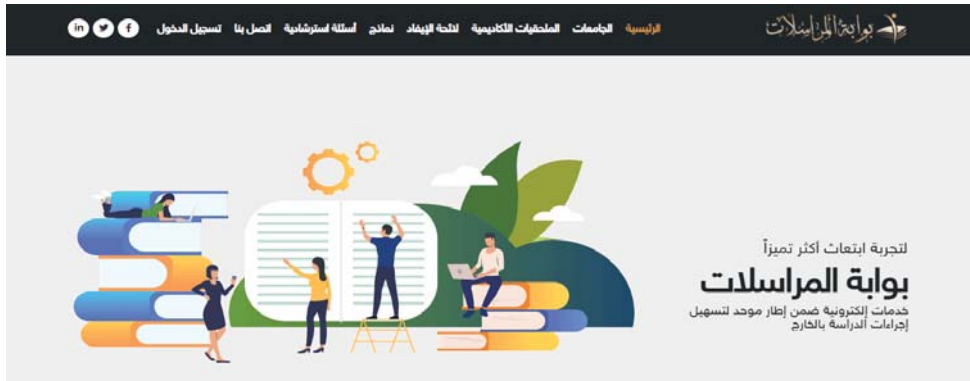 بوابة المراسلات
الرئيسية الجامعات الملحقيات الأكاديمية لائحة الإيفاد نماذج أسئلة استرشادية اتصل بنا تسجيل الدخول
لتجربة ابتعاث أكثر تميزاً
بوابة المراسلات
خدمات إلكترونية ضمن إطار موحد لتسهيل
إجراءات الدراسة بالخارج